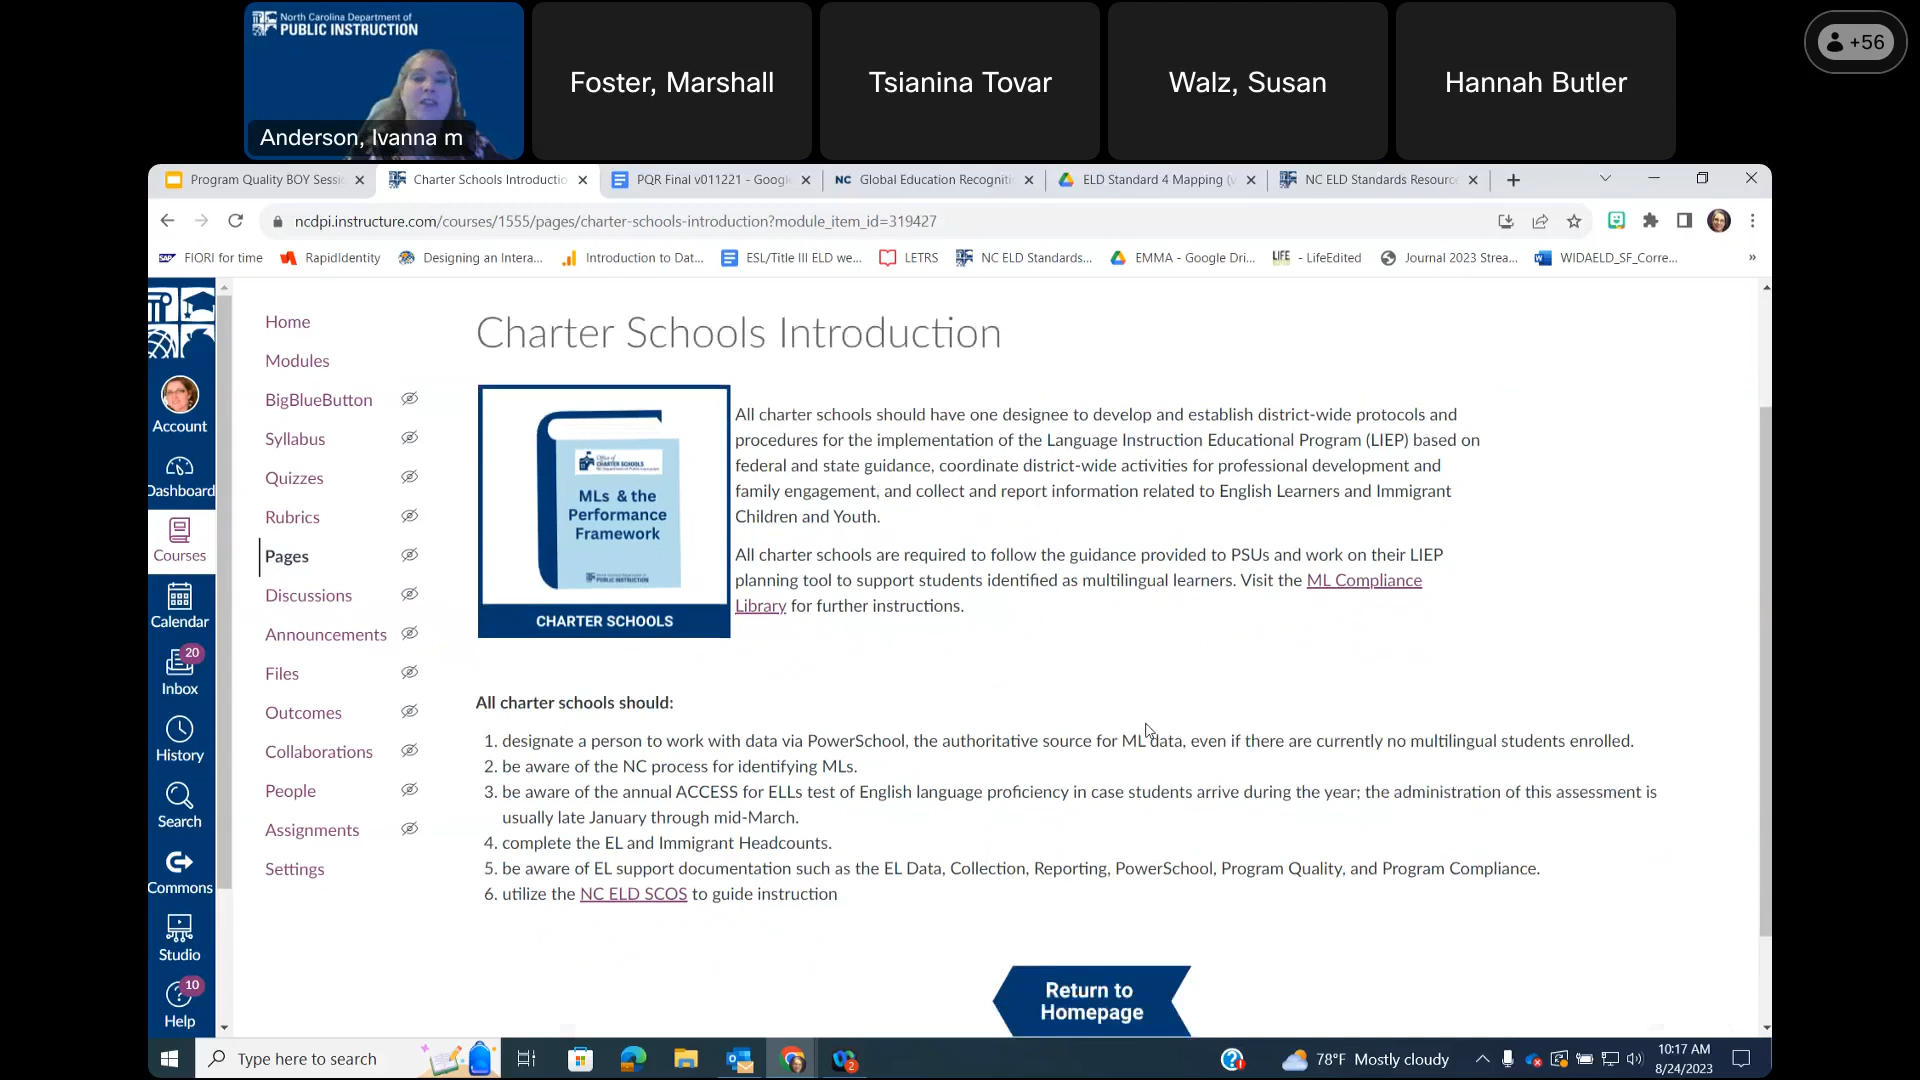 North Carolina Department of
PUBLIC INSTRUCTION
Anderson, Ivanna m
Foster, Marshall
Tsianina Tovar
Walz, Susan
Hannah Butler
+56
Program Quality BOY Sessi
Charter Schools Introductio
PQR Final v011221 - Google
NC Global Education Recogniti
ELD Standard 4 Mapping (v
NC ELD Standards Resourc
ncdpi.instructure.com/courses/1555/pages/charter-schools-introduction?module_item_id=319427
SAP FIORI for time
RapidIdentity
Designing an Intera...
Introduction to Dat...
ESL/Title III ELD we...
LETRS
NC ELD Standards...
EMMA - Google Dri...
LIFE - LifeEdited
Journal 2023 Strea...
WIDAELD_SF_Corre...
»
Account
Dashboard
Courses
Calendar
20
Inbox
History
Search
Commons
Studio
10
Help
Home
Modules
BigBlueButton
Syllabus
Quizzes
Rubrics
Pages
Discussions
Announcements
Files
Outcomes
Collaborations
People
Assignments
Settings
Charter Schools Introduction
Office of
CHARTER SCHOOLS
MLs & the
Performance
Framework
PUBLIC INSTRUCTION
CHARTER SCHOOLS
All charter schools should have one designee to develop and establish district-wide protocols and
procedures for the implementation of the Language Instruction Educational Program (LIEP) based on
federal and state guidance, coordinate district-wide activities for professional development and
family engagement, and collect and report information related to English Learners and Immigrant
Children and Youth.
All charter schools are required to follow the guidance provided to PSUs and work on their LIEP
planning tool to support students identified as multilingual learners. Visit the ML Compliance
Library for further instructions.
All charter schools should:
1. designate a person to work with data via PowerSchool, the authoritative source for ML data, even if there are currently no multilingual students enrolled.
2. be aware of the NC process for identifying MLs.
3. be aware of the annual ACCESS for ELLs test of English language proficiency in case students arrive during the year; the administration of this assessment is
usually late January through mid-March.
4. complete the EL and Immigrant Headcounts.
5. be aware of EL support documentation such as the EL Data, Collection, Reporting, PowerSchool, Program Quality, and Program Compliance.
6. utilize the NC ELD SCOS to guide instruction
Return to
Homepage
Type here to search
2
78°F Mostly cloudy
10:17 AM
8/24/2023